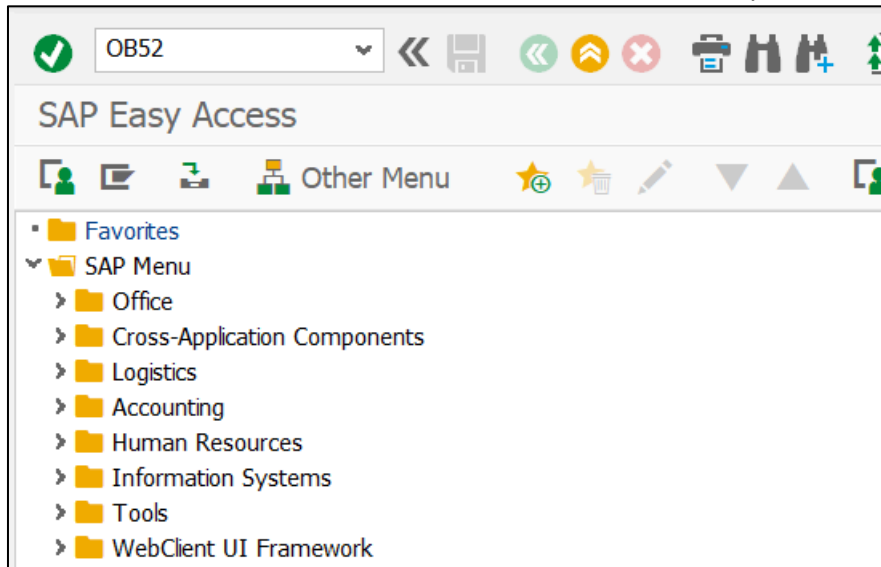 OB52
SAP Easy Access
Other Menu
Favorites
SAP Menu
Office
Cross-Application Components
Logistics
Accounting
Human Resources
Information Systems
Tools
WebClient UI Framework